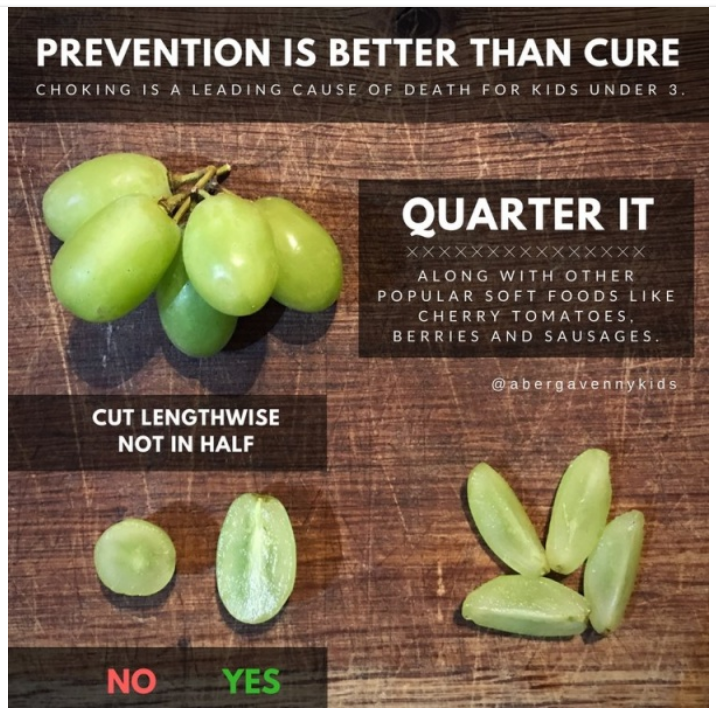 PREVENTION IS BETTER THAN CURE
CHOKING IS A LEADING CAUSE OF DEATH FOR KIDS UNDER 3.
QUARTER IT
XXXXXXXXXXXXXXXX
ALONG WITH OTHER
POPULAR SOFT FOODS LIKE
CHERRY TOMATOES,
BERRIES AND SAUSAGES.
@abergavennykids
CUT LENGTHWISE
NOT IN HALF
NO YES